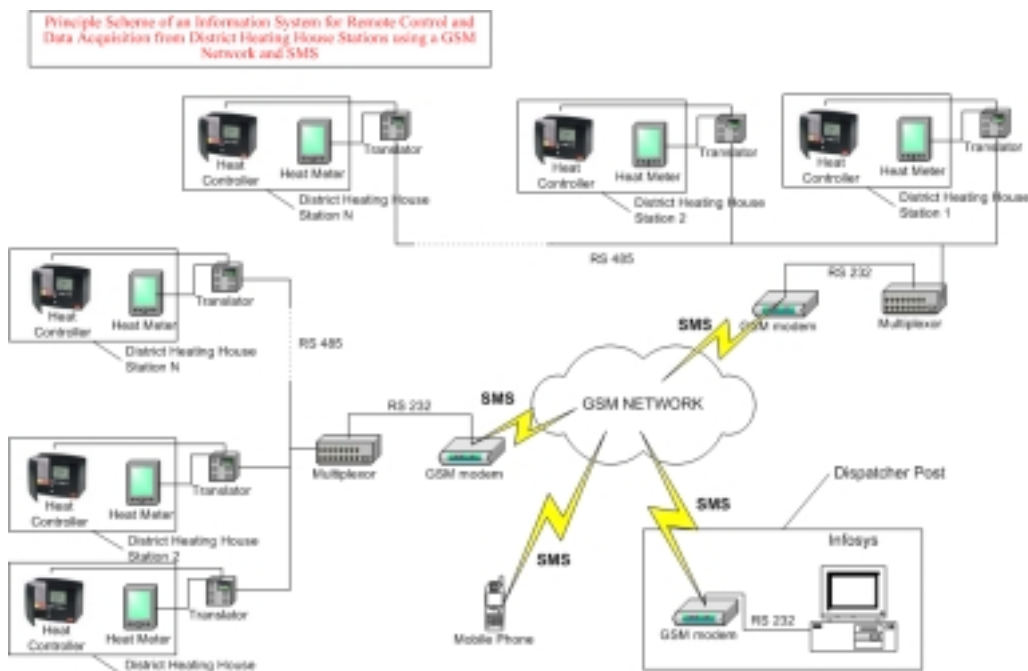 Principle Scheme of an Information System for Remote Control and
Data Acquisition from District Heating House Stations using a GSM
Network and SMS
Heat
Controller
Heat Meter
Translator
District Heating House
Station N
Heat
Controller
Heat Meter
Translator
District Heating House
Station 2
Heat
Controller
Heat Meter
Translator
District Heating House
Station 1
RS 485
RS 232
GSM modem
Multiplexor
SMS
Heat
Controller
Heat Meter
Translator
District Heating House
Station N
RS 485
GSM NETWORK
SMS
RS 232
Multiplexor
GSM modem
Heat
Controller
Heat Meter
Translator
District Heating House
Station 2
Heat
Controller
Heat Meter
Translator
District Heating House
SMS
Mobile Phone
SMS
Dispatcher Post
Infosys
GSM modem
RS 232